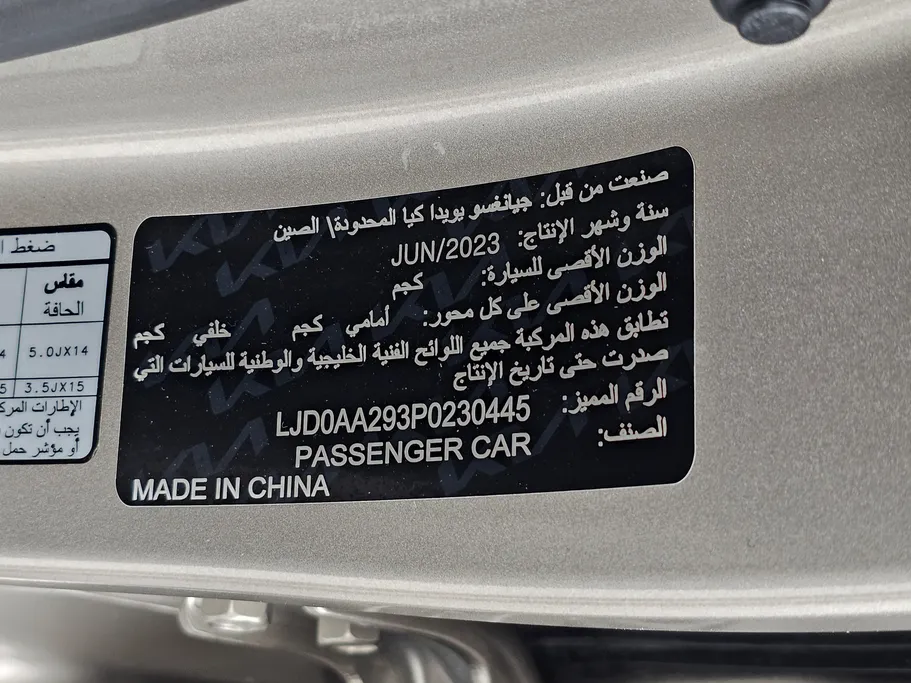 صنعت من قبل: جيانغسو يويدا كيا المحدودة\ الصين
سنة وشهر الإنتاج: JUN/2023
الوزن الأقصى للسيارة: كجم
الوزن الأقصى على كل محور: أمامي كجم خلفي كجم
تطابق هذه المركبة جميع اللوائح الفنية الخليجية والوطنية للسيارات التي
صدرت حتى تاريخ الإنتاج
الرقم المميز: LJD0AA293P0230445
الصنف: PASSENGER CAR
MADE IN CHINA
ضغط
مقاس
الحافة
5.0JX14
3.5JX15
الإطارات
يجب أن تكون
أو مؤشر حمل